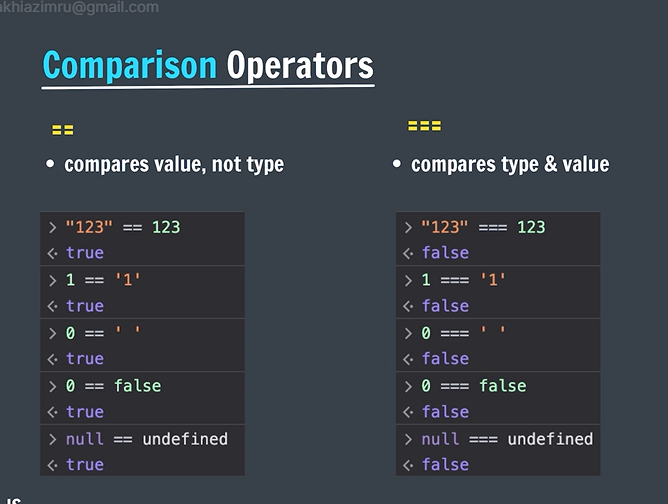 akhiazimru@gmail.com
Comparison Operators
==
• compares value, not type
> "123" == 123
<· true
> 1 == '1'
<· true
> 0 == ' '
<· true
> 0 == false
<· true
> null == undefined
<· true
===
• compares type & value
> "123" === 123
<· false
> 1 === '1'
<· false
> 0 === ' '
<· false
> 0 === false
<· false
> null === undefined
<· false